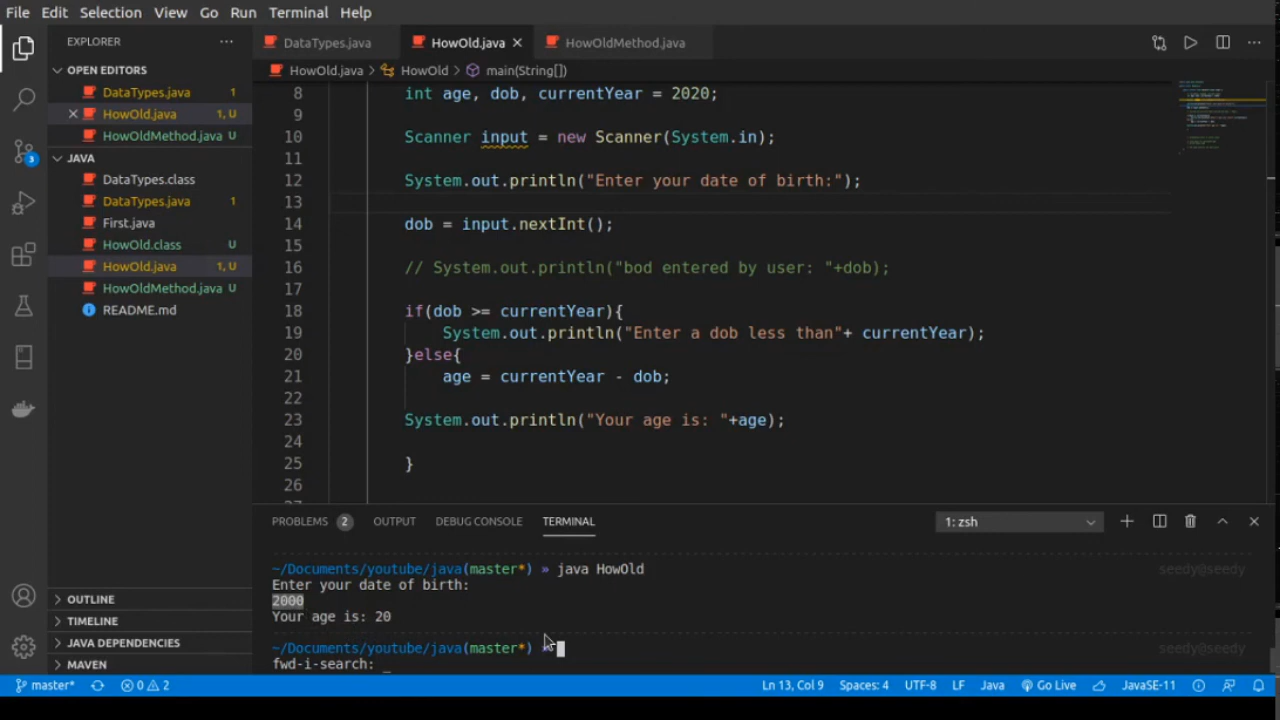 File Edit Selection View Go Run Terminal Help
EXPLORER ...
DataTypes.java HowOld.java HowOldMethod.java
HowOld.java > HowOld > main(String[])
OPEN EDITORS
DataTypes.java 1
HowOld.java 1, U
HowOldMethod.java U
JAVA
DataTypes.class
DataTypes.java 1
First.java
HowOld.class U
HowOld.java 1, U
HowOldMethod.java U
README.md
3
OUTLINE
TIMELINE
JAVA DEPENDENCIES
MAVEN
8 int age, dob, currentYear = 2020;
9
10 Scanner input = new Scanner(System.in);
11
12 System.out.println("Enter your date of birth:");
13
14 dob = input.nextInt();
15
16 // System.out.println("bod entered by user: "+dob);
17
18 if(dob >= currentYear){
19 System.out.println("Enter a dob less than"+ currentYear);
20 }else{
21 age = currentYear - dob;
22
23 System.out.println("Your age is: "+age);
24
25 }
26
PROBLEMS 2 OUTPUT DEBUG CONSOLE TERMINAL 1: zsh
~/Documents/youtube/java(master*) » java HowOld seedy@seedy
Enter your date of birth:
2000
Your age is: 20
~/Documents/youtube/java(master*) » seedy@seedy
fwd-i-search: _
master* 0 2 Ln 13, Col 9 Spaces: 4 UTF-8 LF Java Go Live JavaSE-11